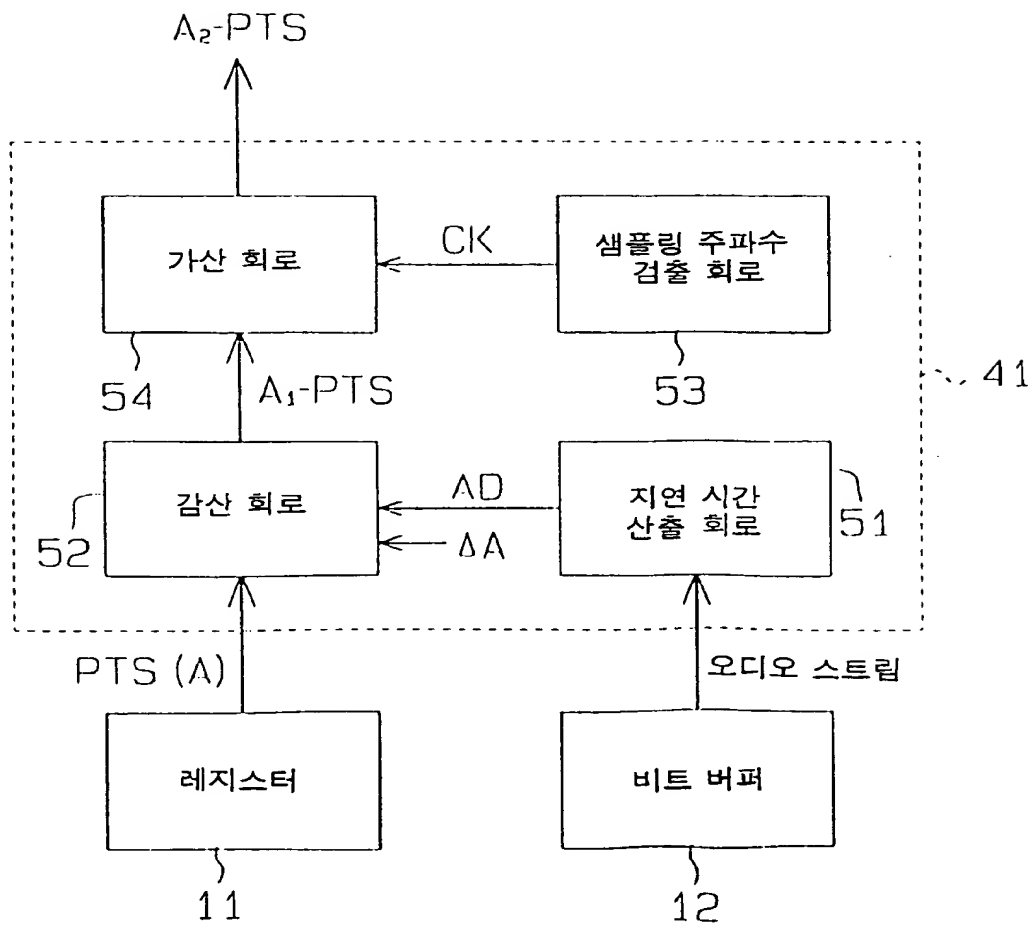 A₂-PTS
가산 회로
CK
샘플링 주파수
검출 회로
54
A₁-PTS
53
41
감산 회로
AD
ΔA
지연 시간
산출 회로
52
51
PTS (A)
오디오 스트림
레지스터
비트 버퍼
11
12